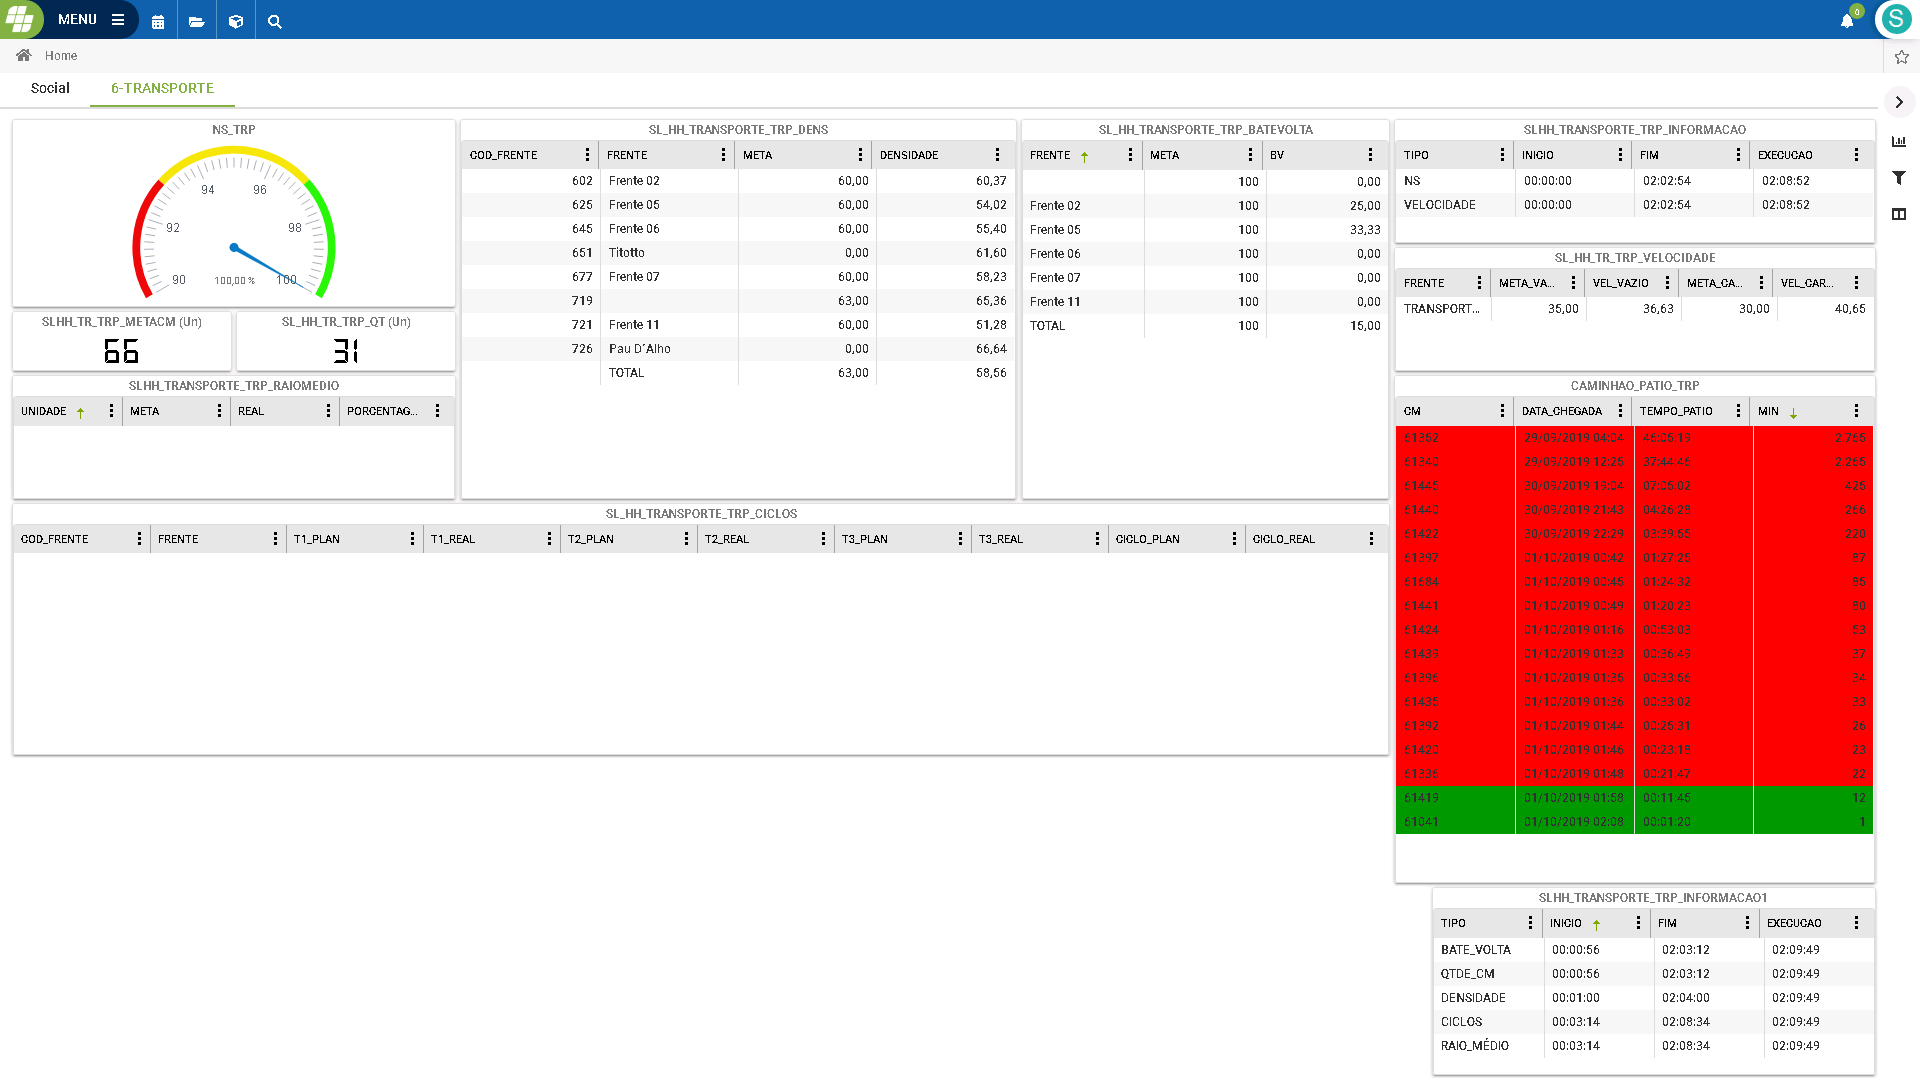 MENU
0
S
Home
Social
6-TRANSPORTE
NS_TRP
90
92
94
96
98
100
100,00 %
SLHH_TR_TRP_METACM (Un)
66
SLHH_TR_TRP_QT (Un)
31
SLHH_TRANSPORTE_TRP_RAIOMEDIO
UNIDADE META REAL PORCENTAG...
SL_HH_TRANSPORTE_TRP_DENS
COD_FRENTE FRENTE META DENSIDADE
602 Frente 02 60,00 60,37
625 Frente 05 60,00 54,02
645 Frente 06 60,00 55,40
651 Titotto 0,00 61,60
677 Frente 07 60,00 58,23
719 63,00 65,36
721 Frente 11 60,00 51,28
726 Pau D´Alho 0,00 66,64
TOTAL 63,00 58,56
SL_HH_TRANSPORTE_TRP_BATEVOLTA
FRENTE META BV
100 0,00
Frente 02 100 25,00
Frente 05 100 33,33
Frente 06 100 0,00
Frente 07 100 0,00
Frente 11 100 0,00
TOTAL 100 15,00
SLHH_TRANSPORTE_TRP_INFORMACAO
TIPO INICIO FIM EXECUCAO
NS 00:00:00 02:02:54 02:08:52
VELOCIDADE 00:00:00 02:02:54 02:08:52
SL_HH_TR_TRP_VELOCIDADE
FRENTE META_VA... VEL_VAZIO META_CA... VEL_CAR...
TRANSPORT... 35,00 36,63 30,00 40,65
SL_HH_TRANSPORTE_TRP_CICLOS
COD_FRENTE FRENTE T1_PLAN T1_REAL T2_PLAN T2_REAL T3_PLAN T3_REAL CICLO_PLAN CICLO_REAL
CAMINHAO_PATIO_TRP
CM DATA_CHEGADA TEMPO_PATIO MIN
61352 29/09/2019 04:04 46:05:19 2.765
61340 29/09/2019 12:25 37:44:46 2.265
61445 30/09/2019 19:04 07:05:02 425
61440 30/09/2019 21:43 04:26:28 266
61422 30/09/2019 22:29 03:39:55 220
61397 01/10/2019 00:42 01:27:25 87
61684 01/10/2019 00:45 01:24:32 85
61441 01/10/2019 00:49 01:20:23 80
61424 01/10/2019 01:16 00:53:03 53
61439 01/10/2019 01:33 00:36:49 37
61396 01/10/2019 01:35 00:33:56 34
61435 01/10/2019 01:36 00:33:02 33
61392 01/10/2019 01:44 00:25:31 26
61420 01/10/2019 01:46 00:23:18 23
61336 01/10/2019 01:48 00:21:47 22
61419 01/10/2019 01:58 00:11:45 12
61041 01/10/2019 02:08 00:01:20 1
SLHH_TRANSPORTE_TRP_INFORMACAO1
TIPO INICIO FIM EXECUCAO
BATE_VOLTA 00:00:56 02:03:12 02:09:49
QTDE_CM 00:00:56 02:03:12 02:09:49
DENSIDADE 00:01:00 02:04:00 02:09:49
CICLOS 00:03:14 02:08:34 02:09:49
RAIO_MÉDIO 00:03:14 02:08:34 02:09:49